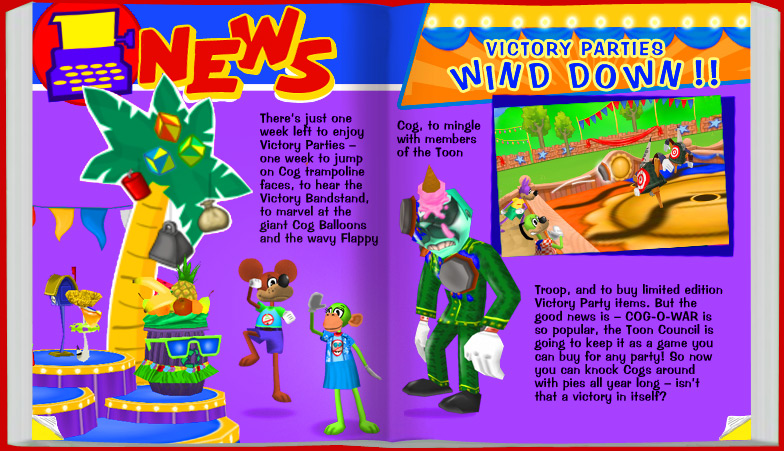 NEWS
There's just one
week left to enjoy
Victory Parties –
one week to jump
on Cog trampoline
faces, to hear the
Victory Bandstand,
to marvel at the
giant Cog Balloons
and the wavy Flappy
VICTORY PARTIES
WIND DOWN!!
Cog, to mingle
with members
of the Toon
Troop, and to buy limited edition
Victory Party items. But the
good news is – COG-O-WAR is
so popular, the Toon Council is
going to keep it as a game you
can buy for any party! So now
you can knock Cogs around
with pies all year long – isn't
that a victory in itself?